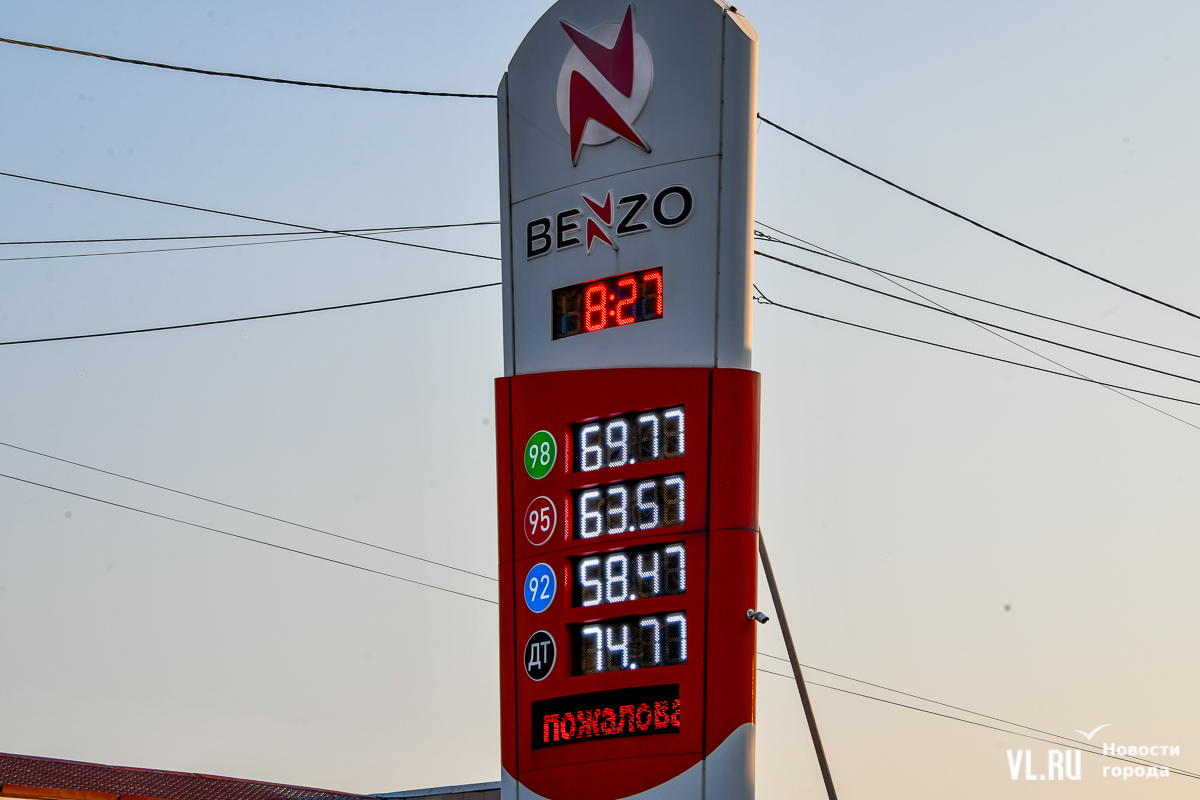 BENZO
8:27
98 69.77
95 63.57
92 58.47
ДТ 74.77
пожалова
VL.RU Новости
города